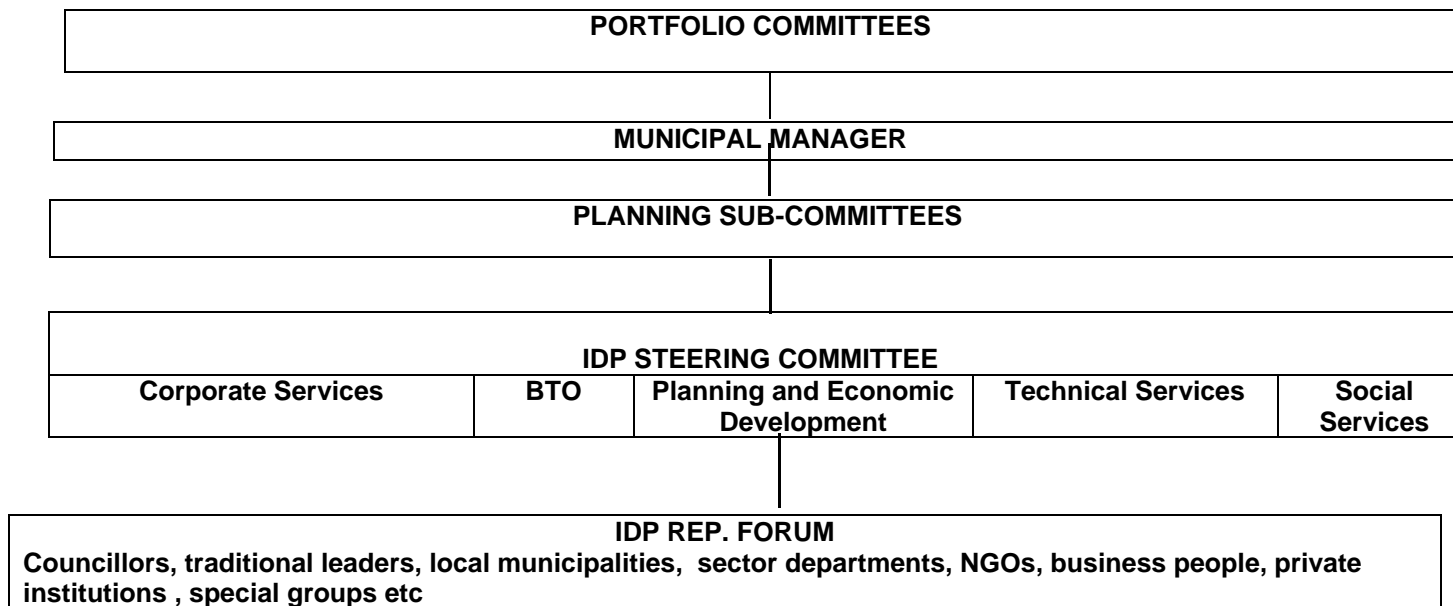 PORTFOLIO COMMITTEES
MUNICIPAL MANAGER
PLANNING SUB-COMMITTEES
IDP STEERING COMMITTEE
Corporate Services
BTO
Planning and Economic
Development
Technical Services
Social
Services
IDP REP. FORUM
Councillors, traditional leaders, local municipalities, sector departments, NGOs, business people, private
institutions , special groups etc